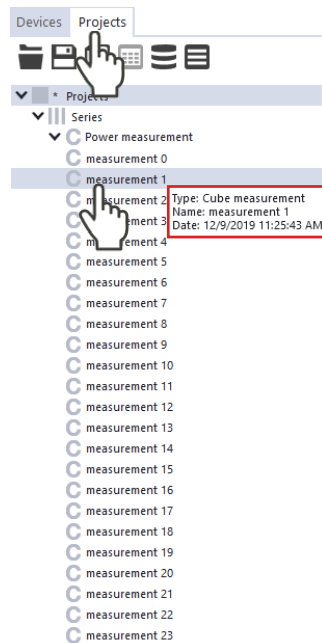 Devices Projects
* Projects
Series
C Power measurement
C measurement 0
C measurement 1
Type: Cube measurement
Name: measurement 1
Date: 12/9/2019 11:25:43 AM
C measurement 2
measurement 3
C measurement 4
C measurement 5
C measurement 6
C measurement 7
C measurement 8
C measurement 9
C measurement 10
C measurement 11
C measurement 12
C measurement 13
C measurement 14
C measurement 15
C measurement 16
C measurement 17
C measurement 18
C measurement 19
C measurement 20
C measurement 21
C measurement 22
C measurement 23